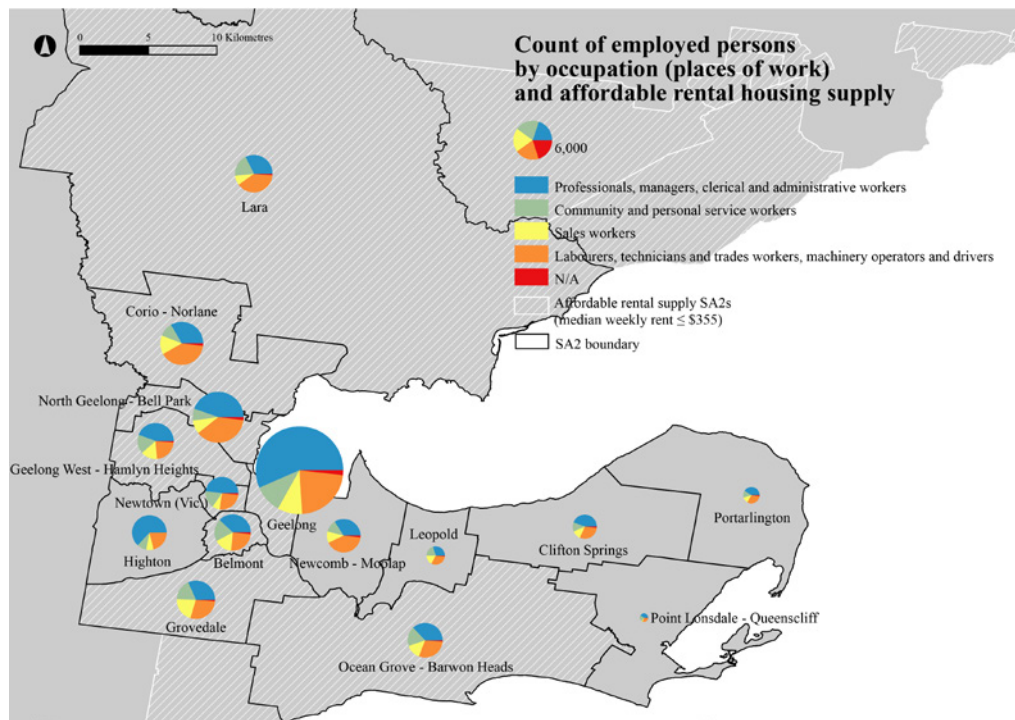 0 5 10 Kilometres
Count of employed persons
by occupation (places of work)
and affordable rental housing supply
6,000
Professionals, managers, clerical and administrative workers
Community and personal service workers
Sales workers
Labourers, technicians and trades workers, machinery operators and drivers
N/A
Affordable rental supply SA2s
(median weekly rent ≤ $355)
SA2 boundary
Lara
Corio - Norlane
North Geelong - Bell Park
Geelong West - Hamlyn Heights
Newtown (Vic.)
Geelong
Highton
Belmont
Newcomb - Moolap
Leopold
Clifton Springs
Portarlington
Grovedale
Point Lonsdale - Queenscliff
Ocean Grove - Barwon Heads